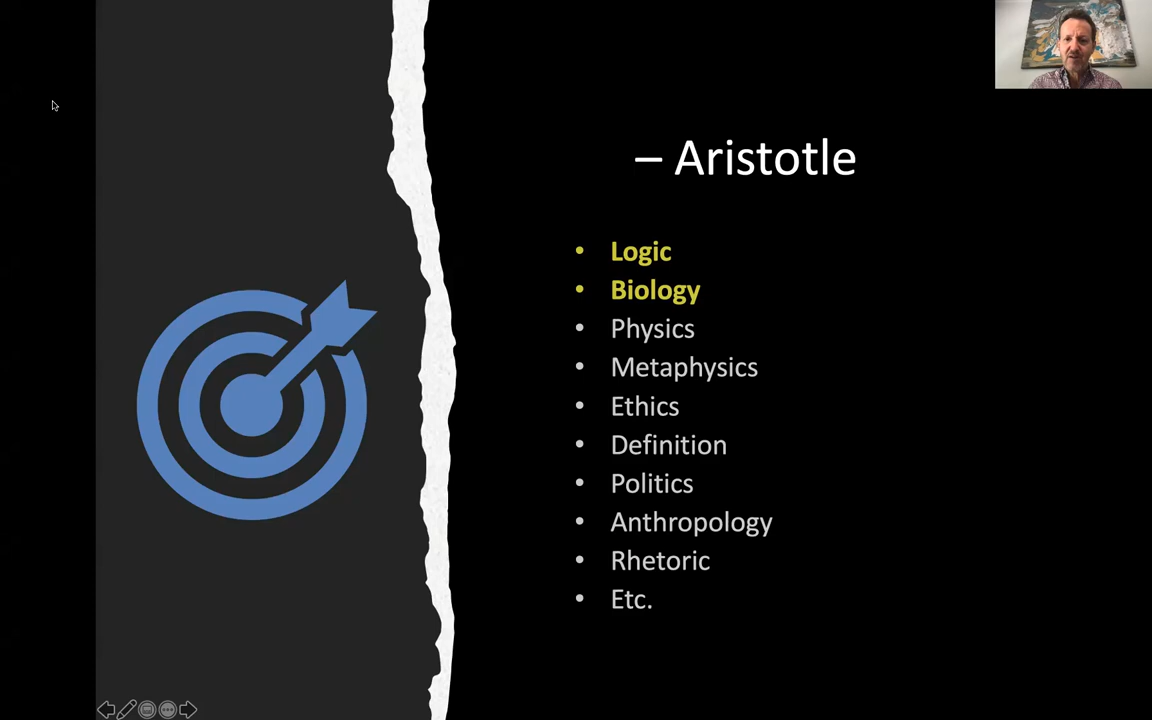 – Aristotle
• Logic
• Biology
• Physics
• Metaphysics
• Ethics
• Definition
• Politics
• Anthropology
• Rhetoric
• Etc.